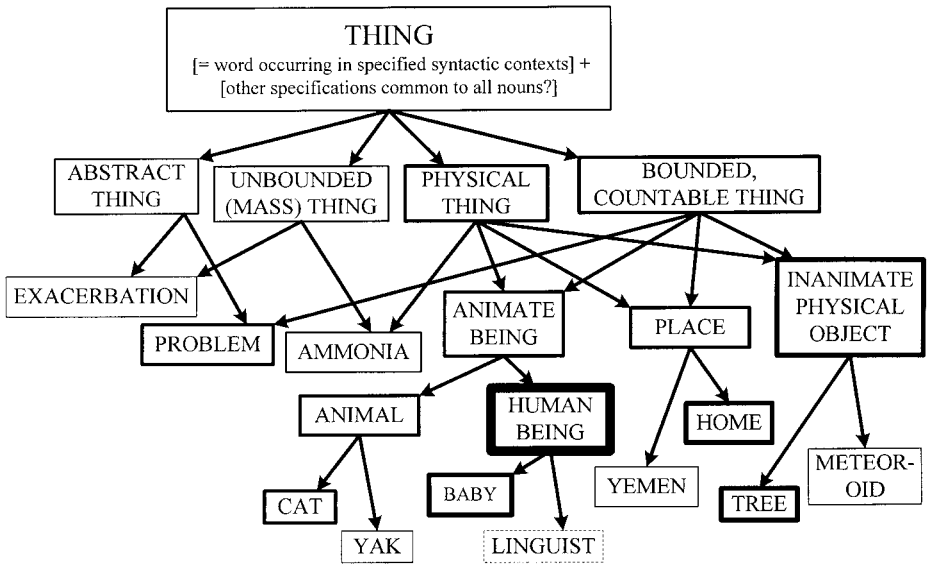 THING
[= word occurring in specified syntactic contexts] +
[other specifications common to all nouns?]
ABSTRACT
THING
UNBOUNDED
(MASS) THING
PHYSICAL
THING
BOUNDED,
COUNTABLE THING
EXACERBATION
PROBLEM
AMMONIA
ANIMATE
BEING
PLACE
INANIMATE
PHYSICAL
OBJECT
ANIMAL
HUMAN
BEING
HOME
CAT
YAK
BABY
LINGUIST
YEMEN
TREE
METEOR-
OID